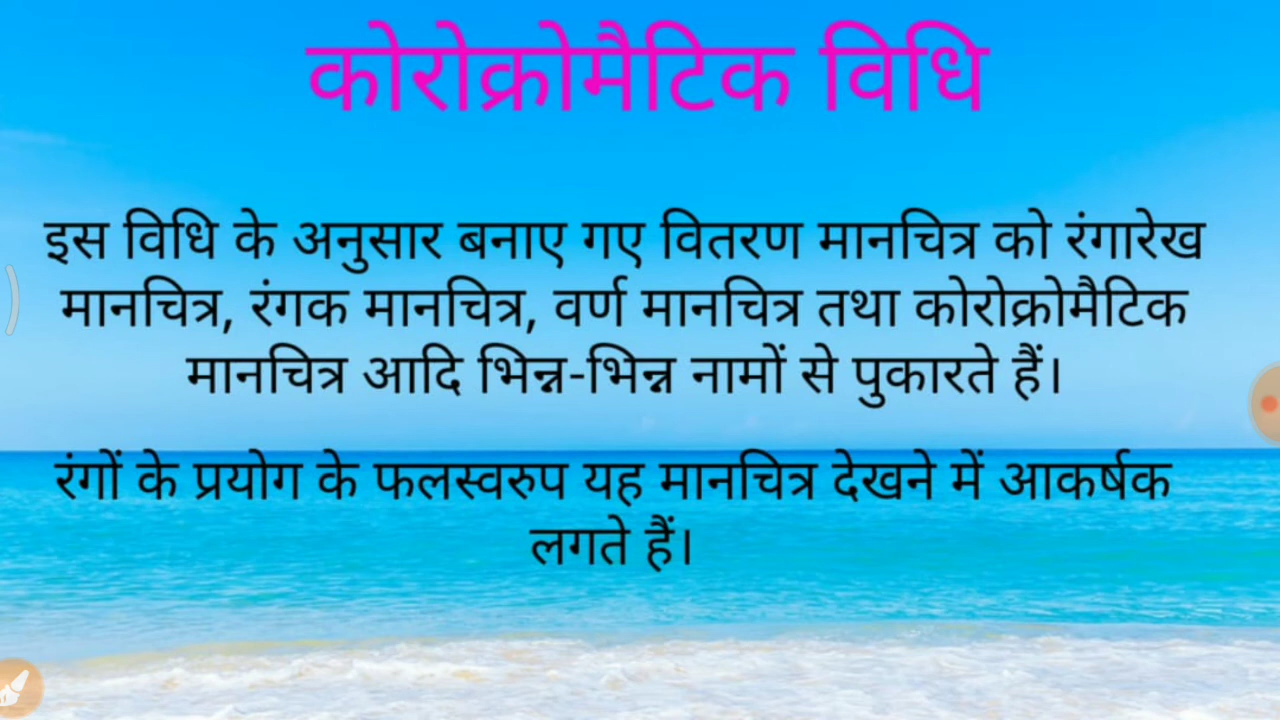 कोरोक्रोमैटिक विधि
इस विधि के अनुसार बनाए गए वितरण मानचित्र को रंगारेख
मानचित्र, रंगक मानचित्र, वर्ण मानचित्र तथा कोरोक्रोमैटिक
मानचित्र आदि भिन्न-भिन्न नामों से पुकारते हैं।
रंगों के प्रयोग के फलस्वरुप यह मानचित्र देखने में आकर्षक
लगते हैं।